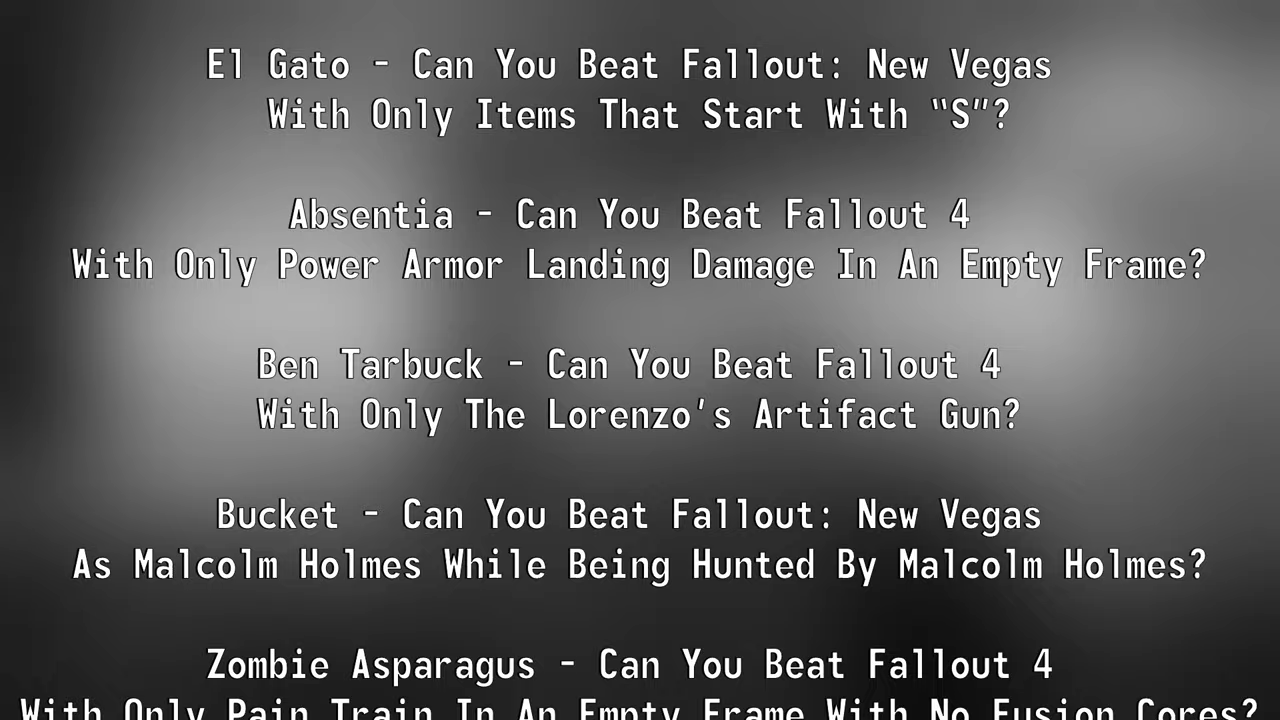 El Gato - Can You Beat Fallout: New Vegas
With Only Items That Start With “S”?
Absentia - Can You Beat Fallout 4
With Only Power Armor Landing Damage In An Empty Frame?
Ben Tarbuck - Can You Beat Fallout 4
With Only The Lorenzo’s Artifact Gun?
Bucket - Can You Beat Fallout: New Vegas
As Malcolm Holmes While Being Hunted By Malcolm Holmes?
Zombie Asparagus - Can You Beat Fallout 4
With Only Pain Train In An Empty Frame With No Fusion Cores?